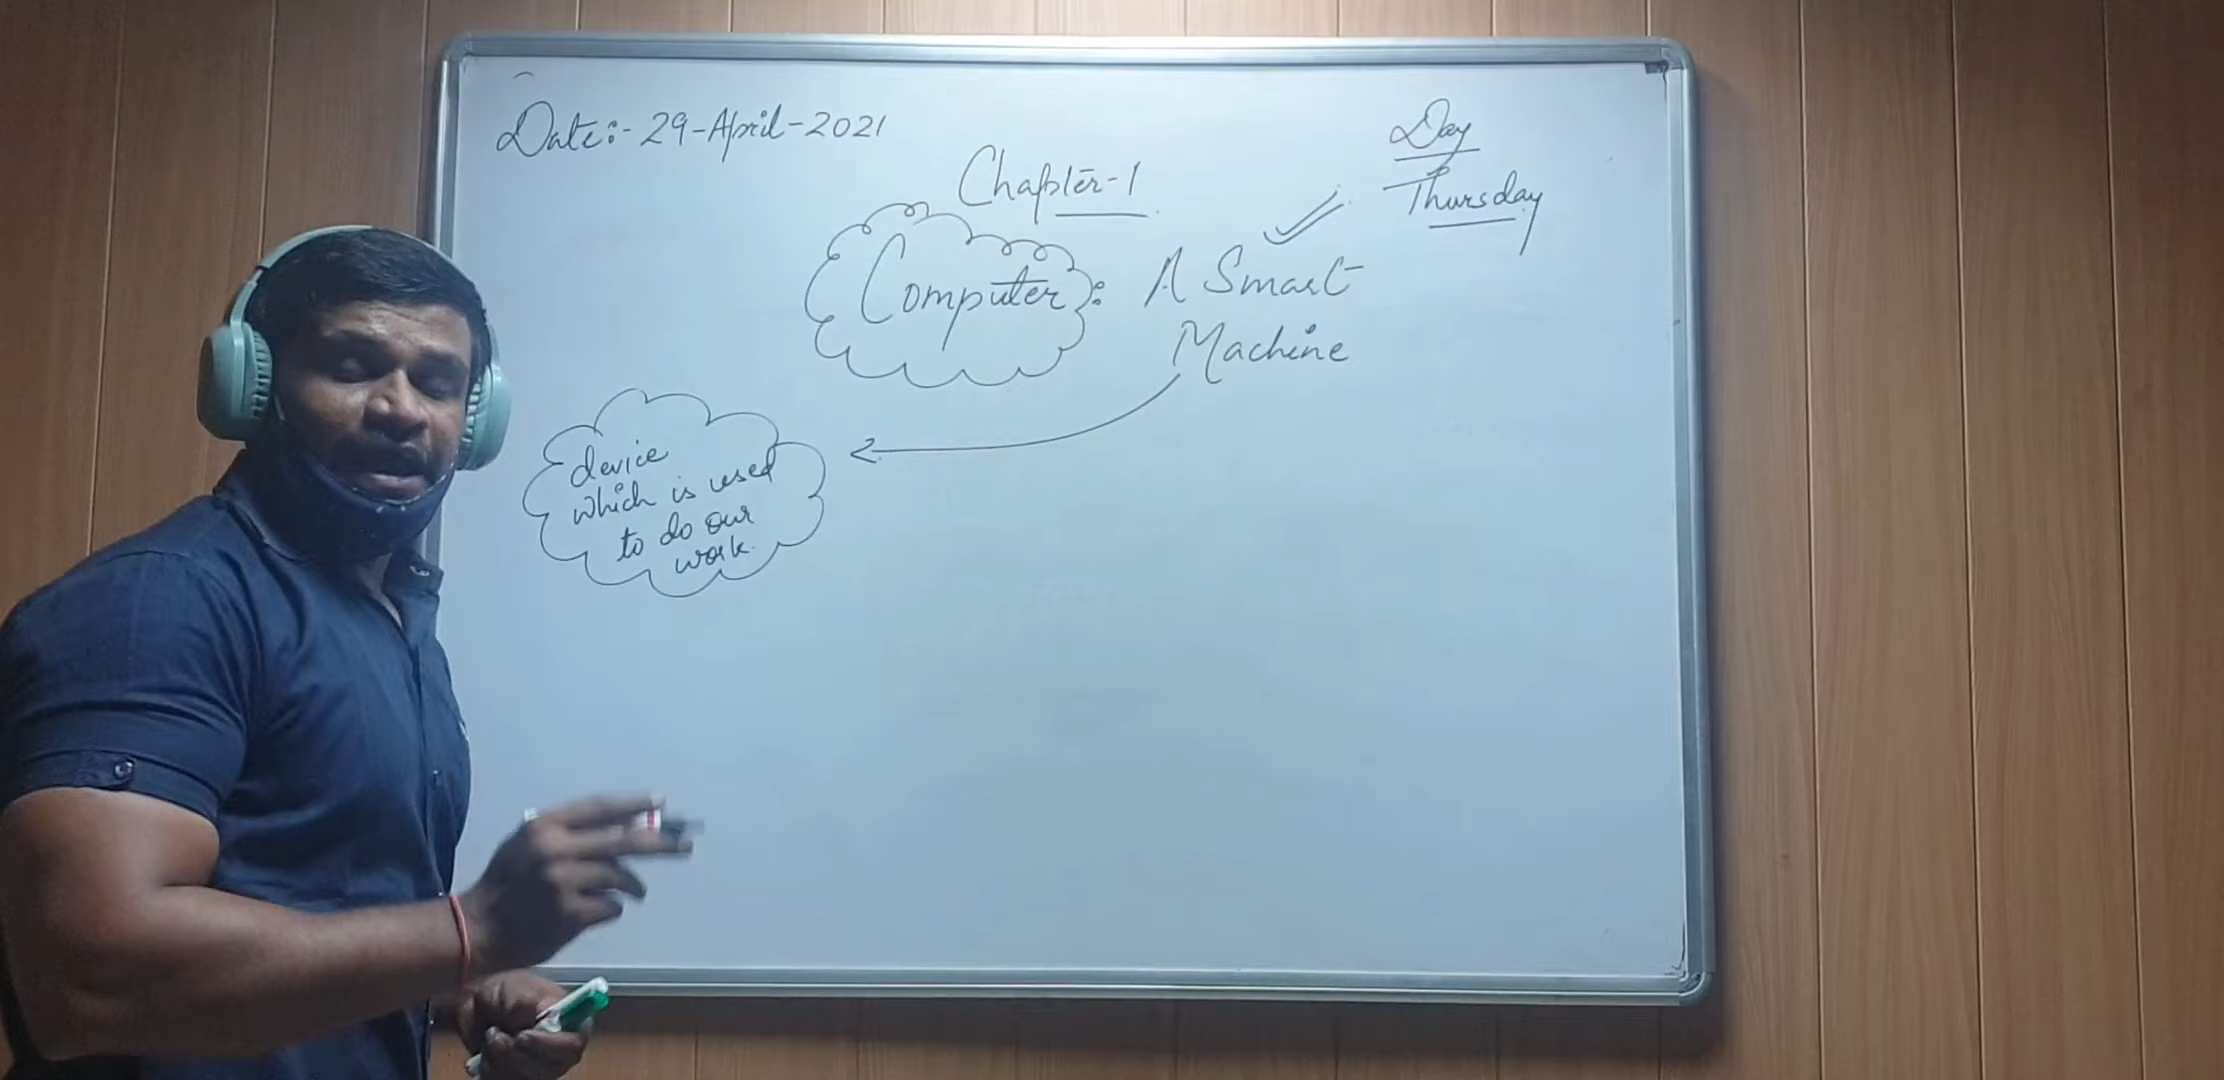 Date:- 29-April-2021
Day
Thursday
Chapter-1
Computer: A Smart
Machine
device
which is used
to do our
work.